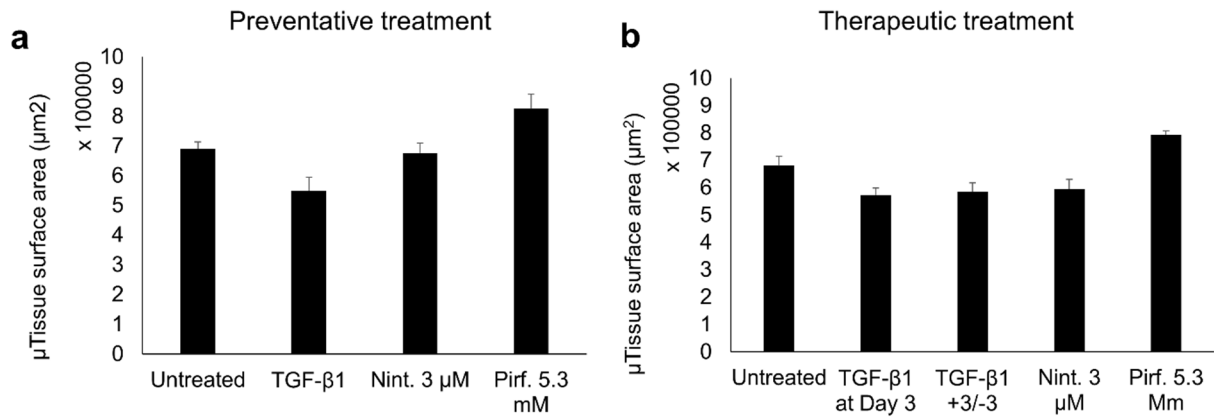 a
Preventative treatment
µTissue surface area (µm2)
x 100000
10
9
8
7
6
5
4
3
2
1
0
Untreated
TGF-β1
Nint. 3 µM
Pirf. 5.3
mM
b
Therapeutic treatment
µTissue surface area (µm²)
x 100000
10
9
8
7
6
5
4
3
2
1
0
Untreated
TGF-β1
at Day 3
TGF-β1
+3/-3
Nint. 3
µM
Pirf. 5.3
Mm